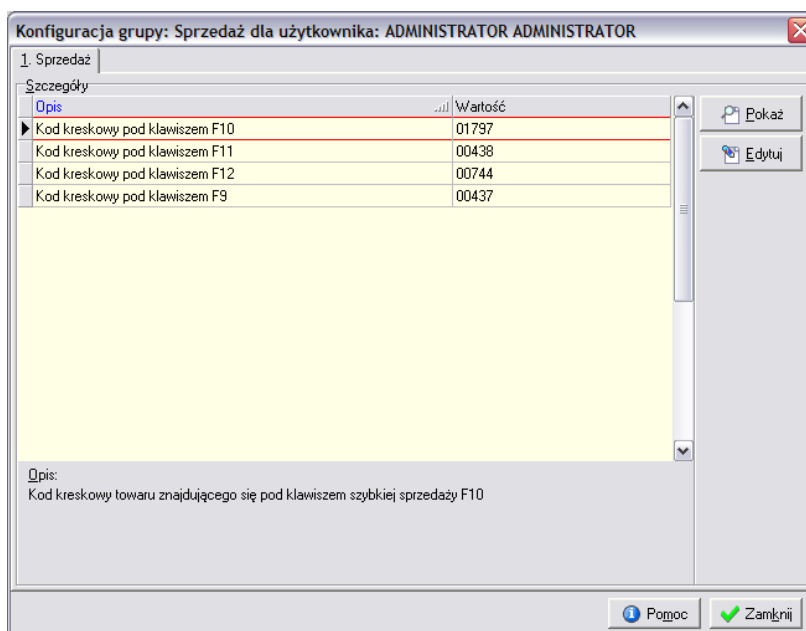 Konfiguracja grupy: Sprzedaż dla użytkownika: ADMINISTRATOR ADMINISTRATOR
1. Sprzedaż
Szczegóły
Opis Wartość
Kod kreskowy pod klawiszem F10 01797
Kod kreskowy pod klawiszem F11 00438
Kod kreskowy pod klawiszem F12 00744
Kod kreskowy pod klawiszem F9 00437
Pokaż
Edytuj
Opis:
Kod kreskowy towaru znajdującego się pod klawiszem szybkiej sprzedaży F10
Pomoc Zamknij